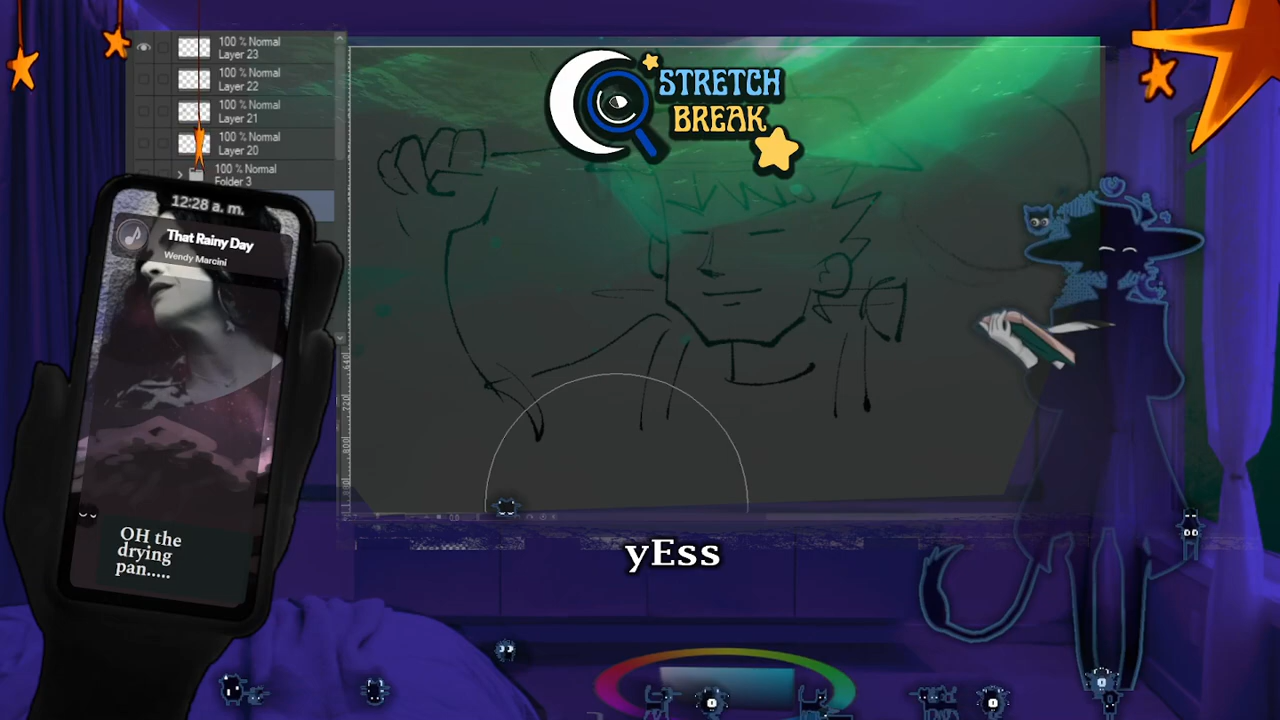 100 % Normal
Layer 23
100 % Normal
Layer 22
100 % Normal
Layer 21
100 % Normal
Layer 20
100 % Normal
Folder 3
STRETCH
BREAK
12:28 a. m.
That Rainy Day
Wendy Marcini
OH the
drying
pan.....
yEss